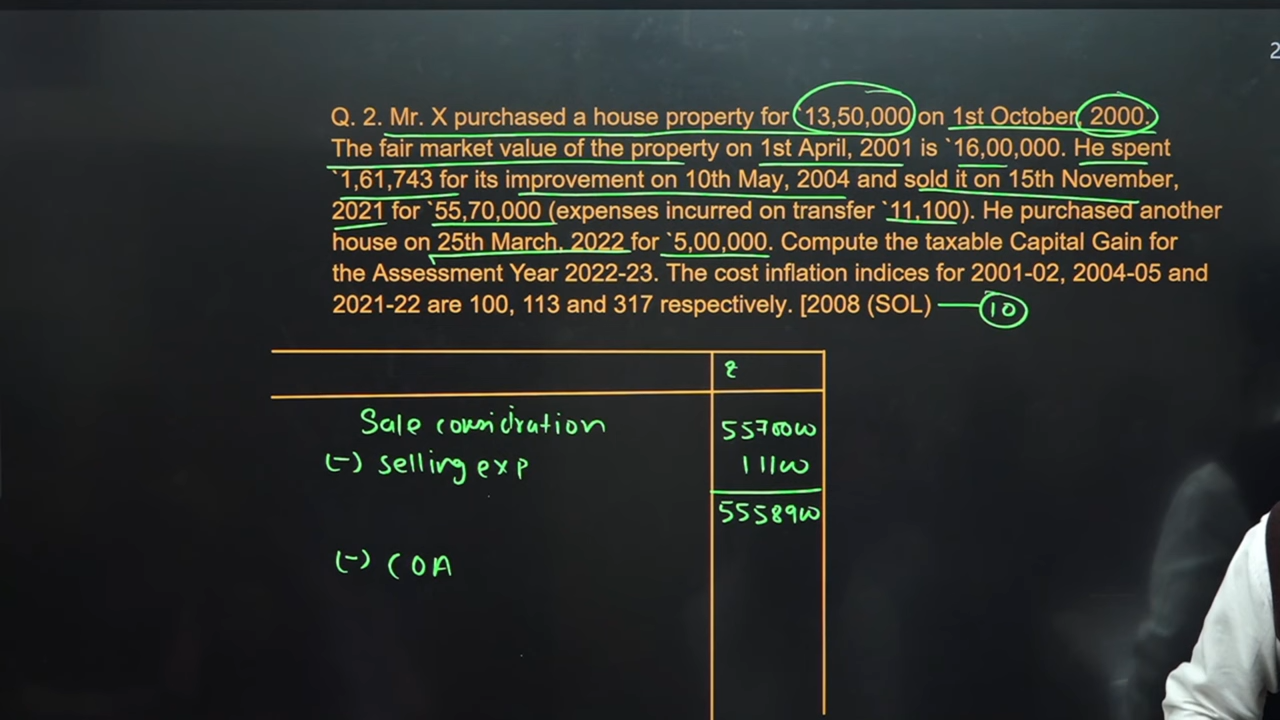 2
Q. 2. Mr. X purchased a house property for `13,50,000 on 1st October, 2000.
The fair market value of the property on 1st April, 2001 is `16,00,000. He spent
`1,61,743 for its improvement on 10th May, 2004 and sold it on 15th November,
2021 for `55,70,000 (expenses incurred on transfer `11,100). He purchased another
house on 25th March, 2022 for `5,00,000. Compute the taxable Capital Gain for
the Assessment Year 2022-23. The cost inflation indices for 2001-02, 2004-05 and
2021-22 are 100, 113 and 317 respectively. [2008 (SOL) — 10
₹
Sale considration 5570000
(-) selling exp 11100
5558900
(-) COA